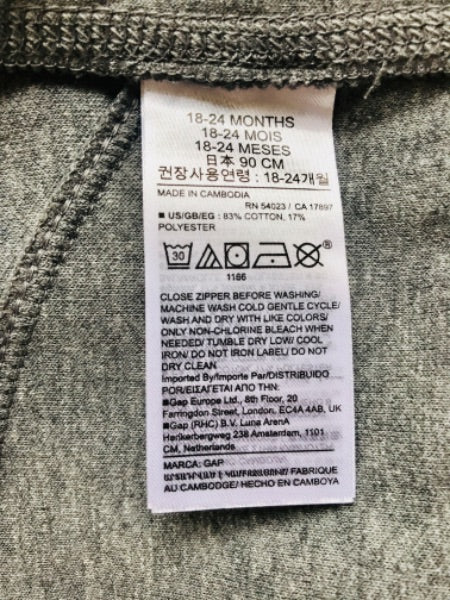 18-24 MONTHS
18-24 MOIS
18-24 MESES
日本 90 CM
권장사용연령 : 18-24개월
MADE IN CAMBODIA
RN 54023 / CA 17897
■ US/GB/EG : 83% COTTON, 17%
POLYESTER
30
®
1166
CLOSE ZIPPER BEFORE WASHING/
MACHINE WASH COLD GENTLE CYCLE/
WASH AND DRY WITH LIKE COLORS/
ONLY NON-CHLORINE BLEACH WHEN
NEEDED/ TUMBLE DRY LOW/ COOL
IRON/ DO NOT IRON LABEL/ DO NOT
DRY CLEAN
Imported By/Importe Par/DISTRIBUIDO
POR/ΕΙΣΑΓΕΤΑΙ ΑΠΟ ΤΗΝ:
■Gap Europe Ltd., 8th Floor, 20
Farringdon Street, London, EC4A 4AB, UK
■Gap (RHC) B.V. Luna ArenA
Herikerbergweg 238 Amsterdam, 1101
CM, Netherlands
MARCA: GAP
FABRIQUE
AU CAMBODGE/ HECHO EN CAMBOYA